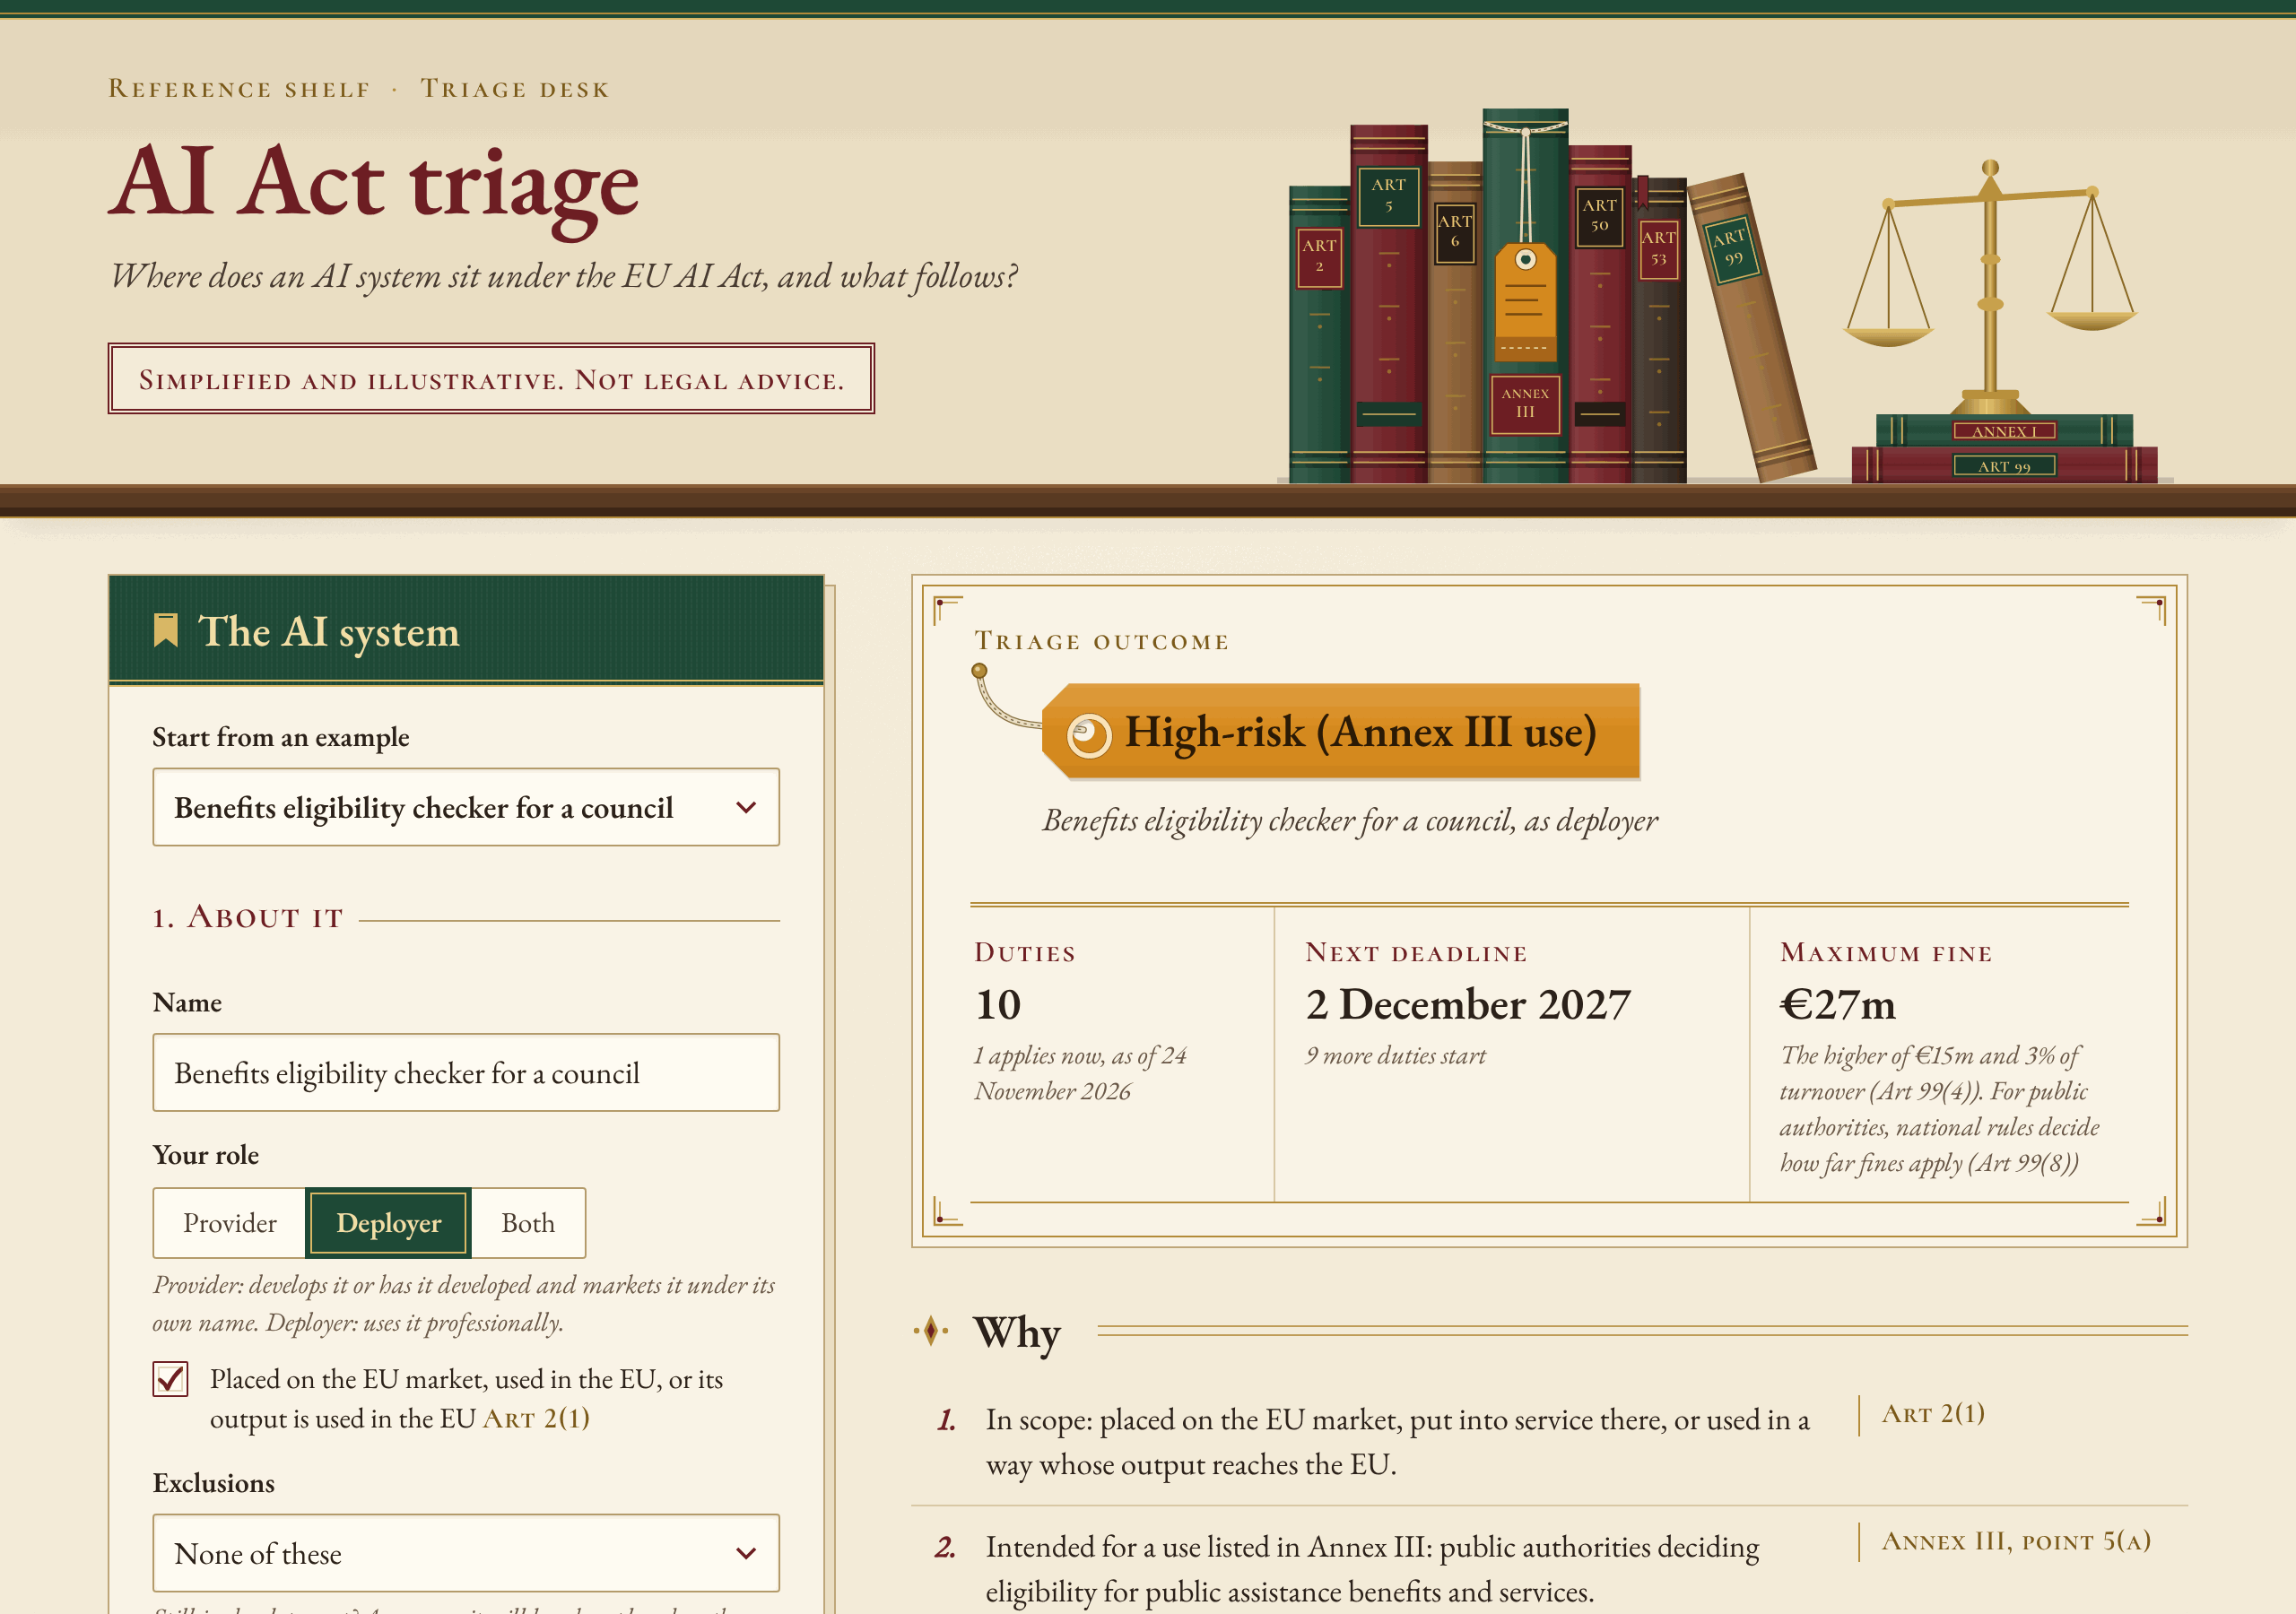 Reference shelf · Triage desk
AI Act triage
Where does an AI system sit under the EU AI Act, and what follows?
Simplified and illustrative. Not legal advice.
ART
2
ART
5
ART
6
ANNEX
III
ART
50
ART
53
ART
99
ANNEX I
ART 99
The AI system
Start from an example
Benefits eligibility checker for a council
1. About it
Name
Benefits eligibility checker for a council
Your role
Provider
Deployer
Both
Provider: develops it or has it developed and markets it under its
own name. Deployer: uses it professionally.
Placed on the EU market, used in the EU, or its
output is used in the EU Art 2(1)
Exclusions
None of these
Triage outcome
High-risk (Annex III use)
Benefits eligibility checker for a council, as deployer
Duties
10
1 applies now, as of 24
November 2026
Next deadline
2 December 2027
9 more duties start
Maximum fine
€27m
The higher of €15m and 3% of
turnover (Art 99(4)). For public
authorities, national rules decide
how far fines apply (Art 99(8))
Why
1. In scope: placed on the EU market, put into service there, or used in a
way whose output reaches the EU.
Art 2(1)
2. Intended for a use listed in Annex III: public authorities deciding
eligibility for public assistance benefits and services.
Annex III, point 5(a)